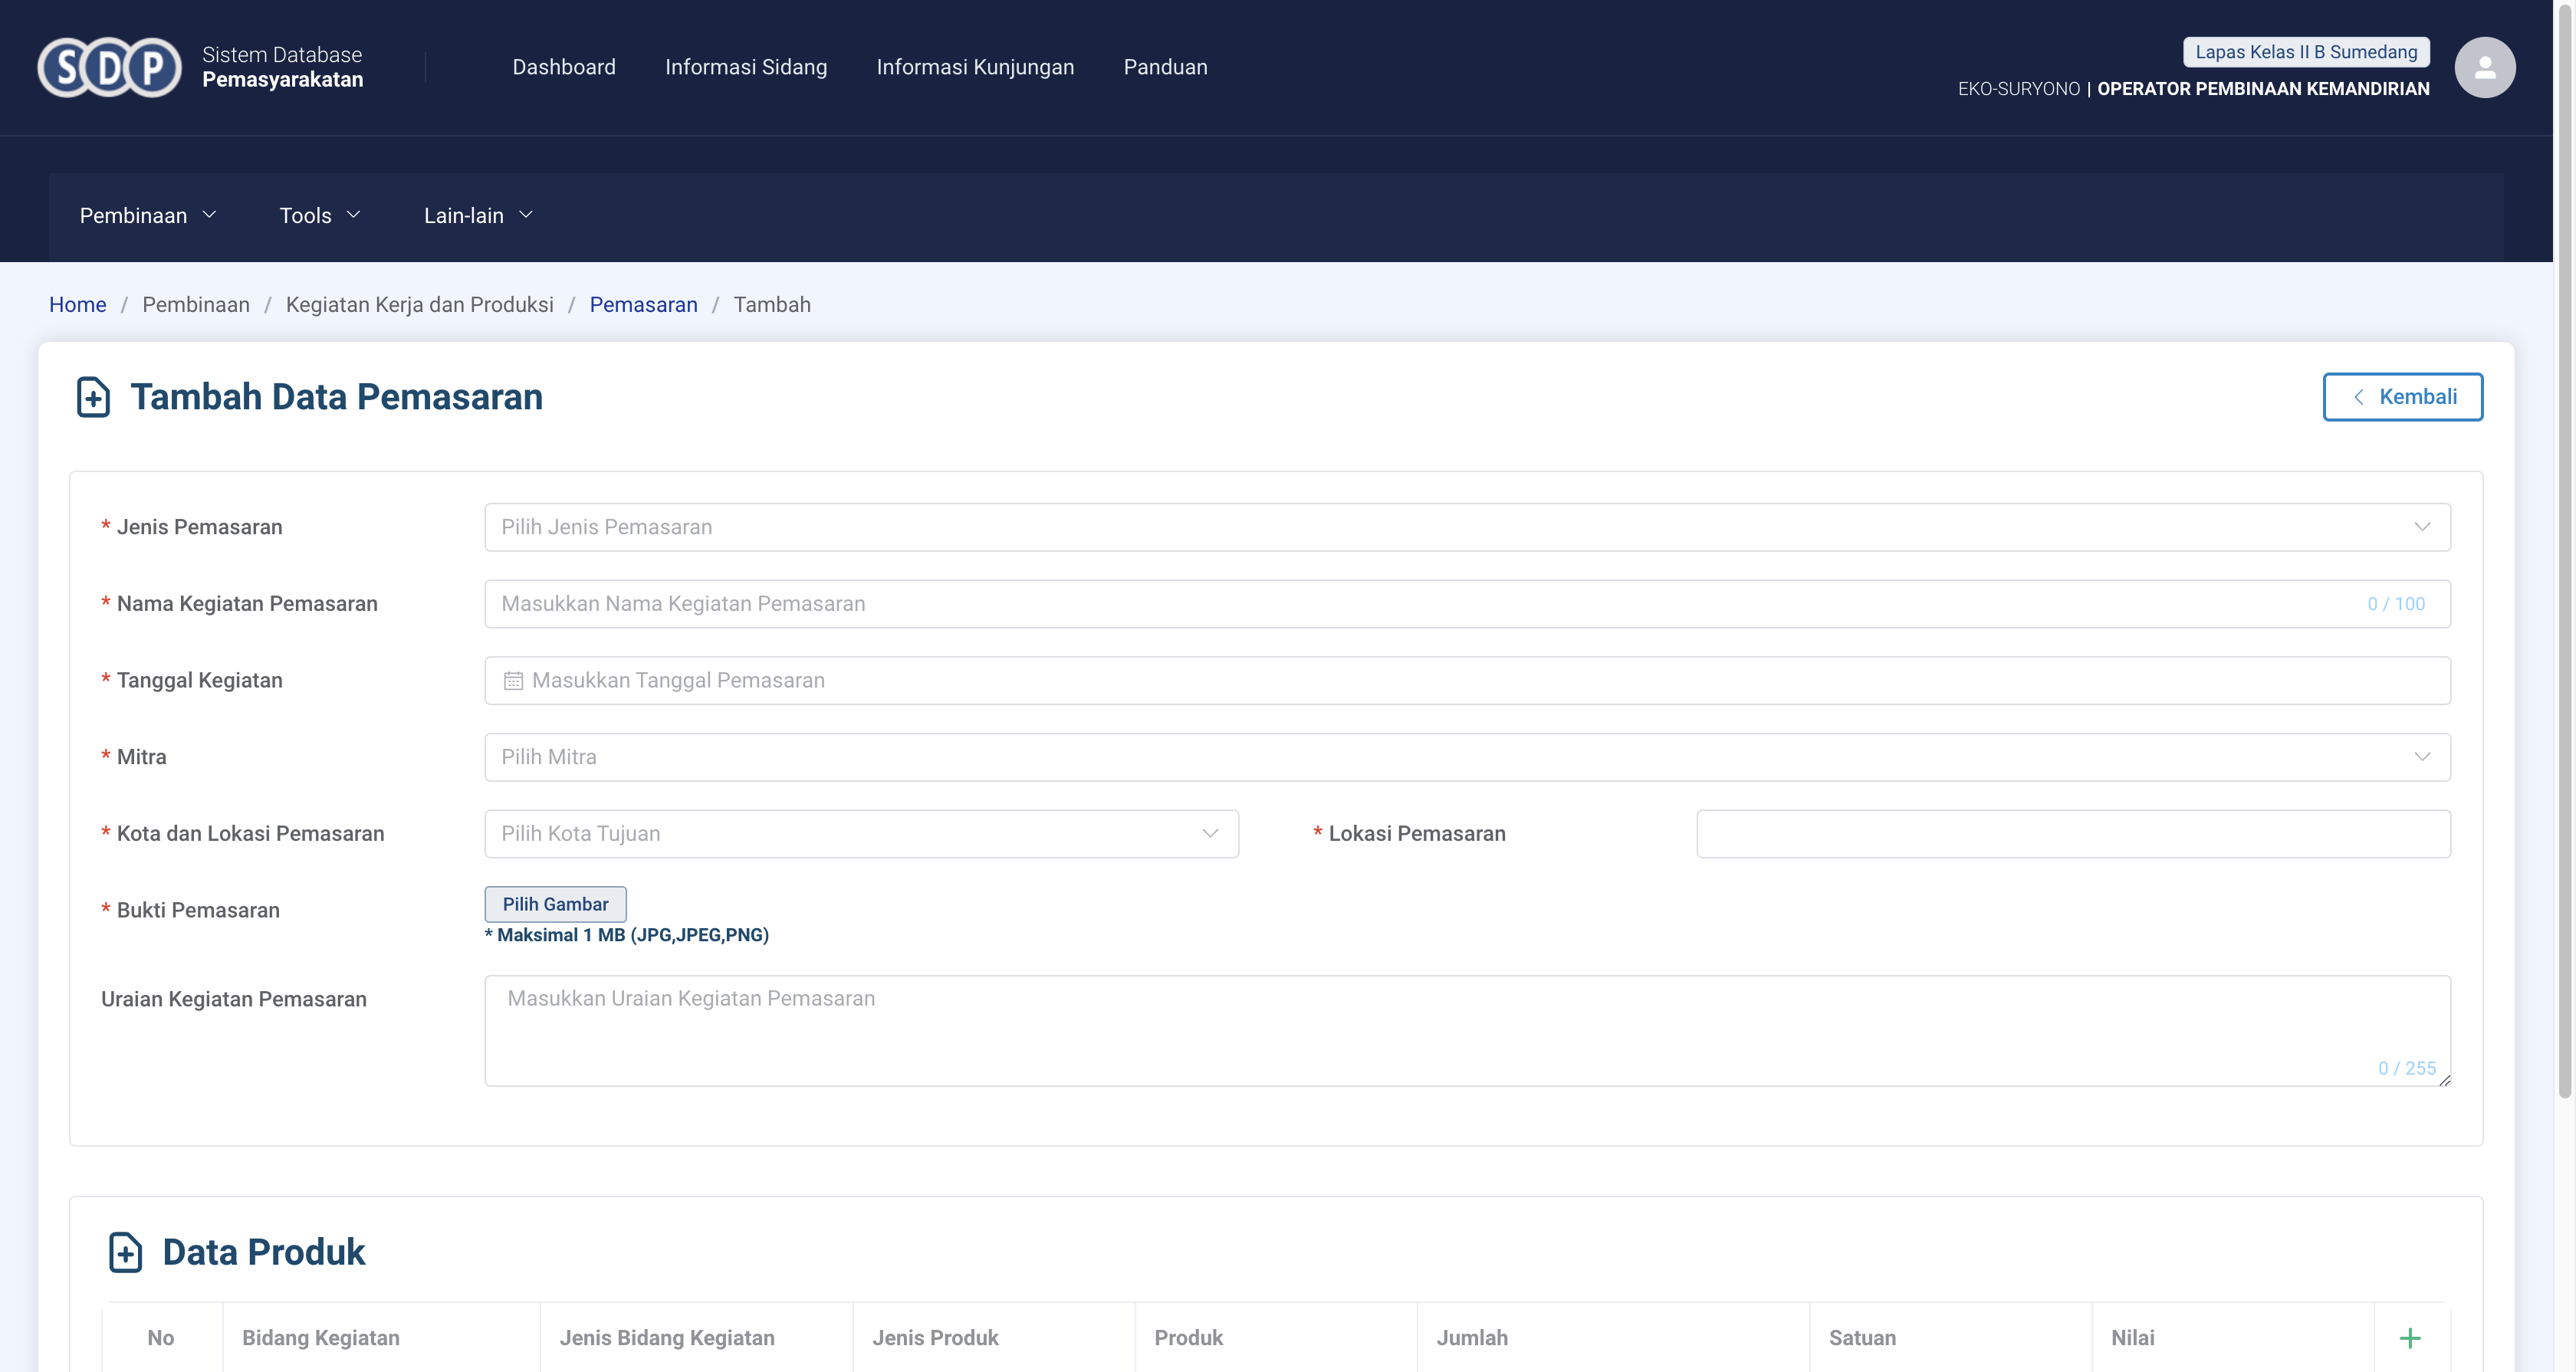 SDP
Sistem Database
Pemasyarakatan
Dashboard
Informasi Sidang
Informasi Kunjungan
Panduan
Lapas Kelas II B Sumedang
EKO-SURYONO | OPERATOR PEMBINAAN KEMANDIRIAN
Pembinaan
Tools
Lain-lain
Home / Pembinaan / Kegiatan Kerja dan Produksi / Pemasaran / Tambah
Tambah Data Pemasaran
Kembali
* Jenis Pemasaran
Pilih Jenis Pemasaran
* Nama Kegiatan Pemasaran
Masukkan Nama Kegiatan Pemasaran
0 / 100
* Tanggal Kegiatan
Masukkan Tanggal Pemasaran
* Mitra
Pilih Mitra
* Kota dan Lokasi Pemasaran
Pilih Kota Tujuan
* Lokasi Pemasaran
* Bukti Pemasaran
Pilih Gambar
* Maksimal 1 MB (JPG,JPEG,PNG)
Uraian Kegiatan Pemasaran
Masukkan Uraian Kegiatan Pemasaran
0 / 255
Data Produk
No
Bidang Kegiatan
Jenis Bidang Kegiatan
Jenis Produk
Produk
Jumlah
Satuan
Nilai